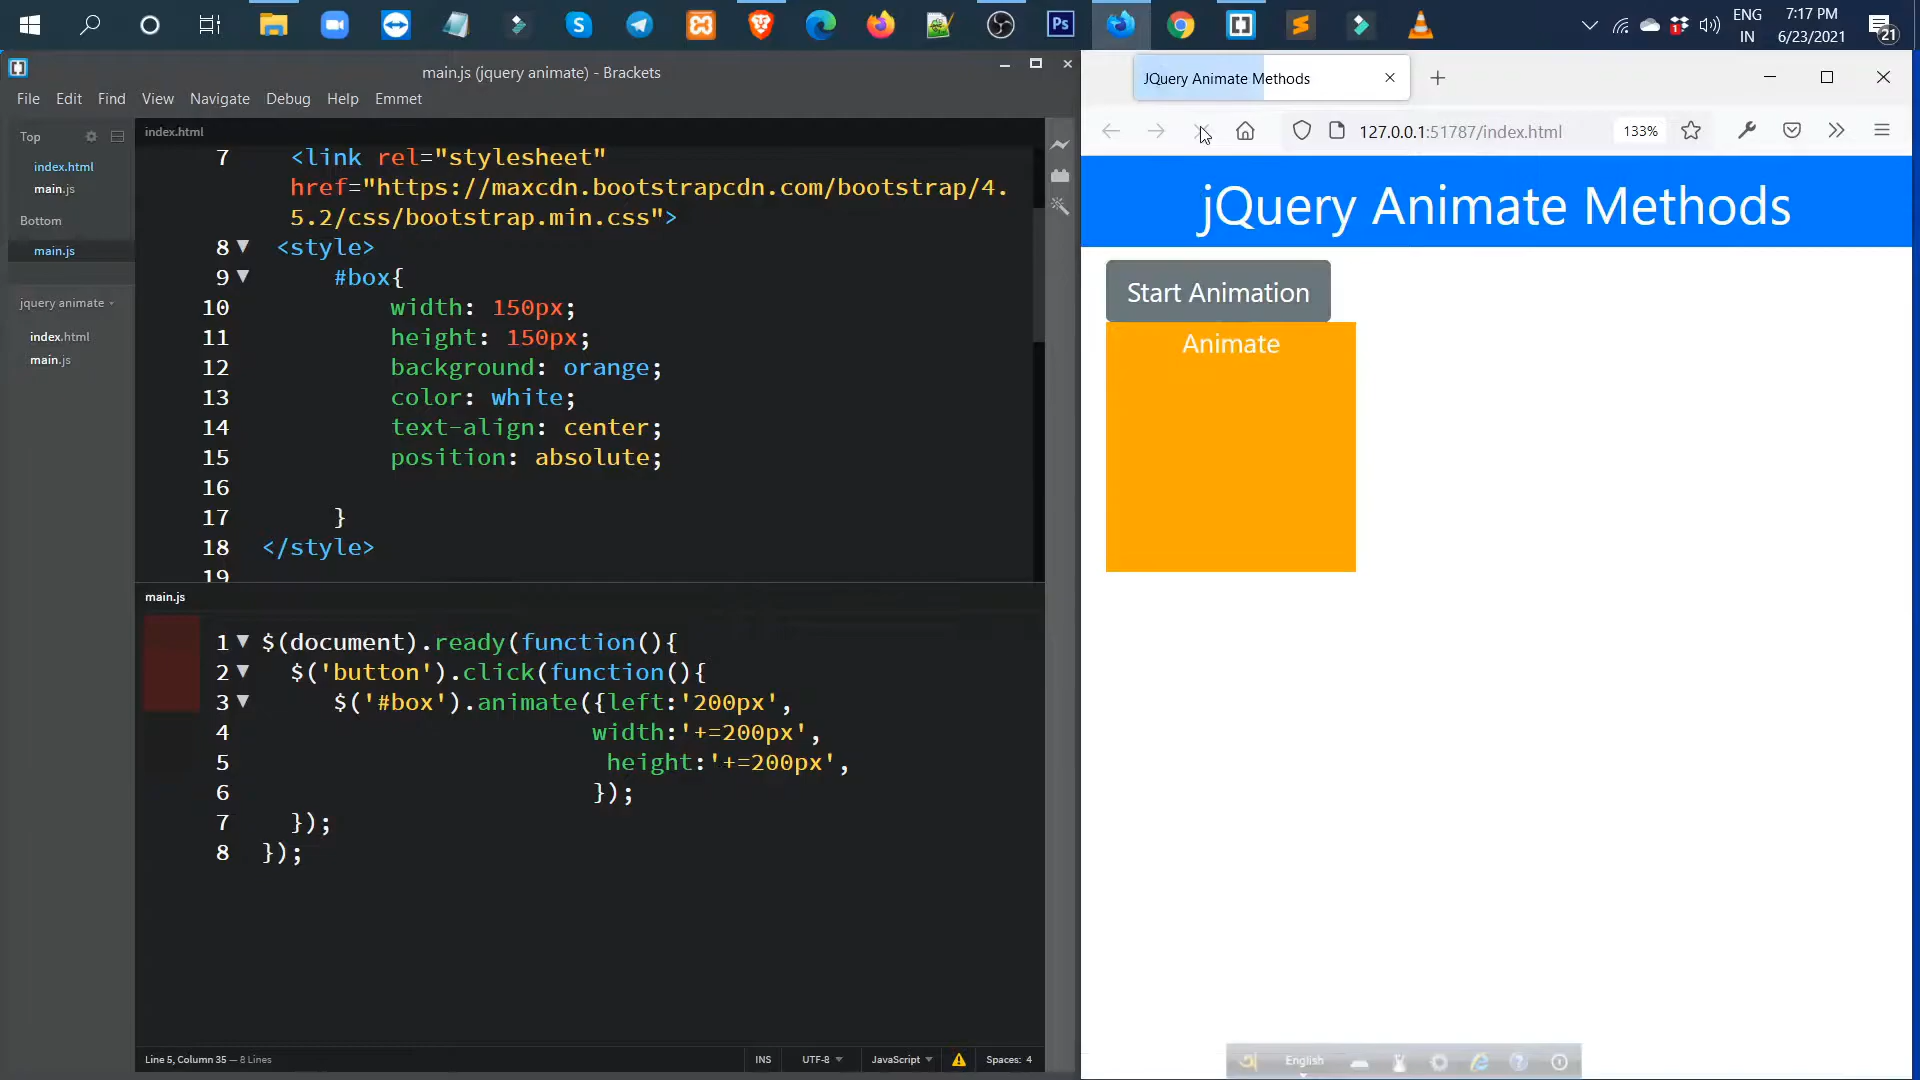 ENG
IN
7:17 PM
6/23/2021
21
Ps
S
main.js (jquery animate) - Brackets
File Edit Find View Navigate Debug Help Emmet
Top
index.html
main.js
Bottom
main.js
jquery animate
index.html
main.js
index.html
7 <link rel="stylesheet"
href="https://maxcdn.bootstrapcdn.com/bootstrap/4.
5.2/css/bootstrap.min.css">
8 <style>
9 #box{
10 width: 150px;
11 height: 150px;
12 background: orange;
13 color: white;
14 text-align: center;
15 position: absolute;
16
17 }
18 </style>
19
main.js
1 $(document).ready(function(){
2 $('button').click(function(){
3 $('#box').animate({left:'200px',
4 width:'+=200px',
5 height:'+=200px',
6 });
7 });
8 });
Line 5, Column 35 — 8 Lines
INS UTF-8 JavaScript Spaces: 4
JQuery Animate Methods
127.0.0.1:51787/index.html
133%
jQuery Animate Methods
Start Animation
Animate
English